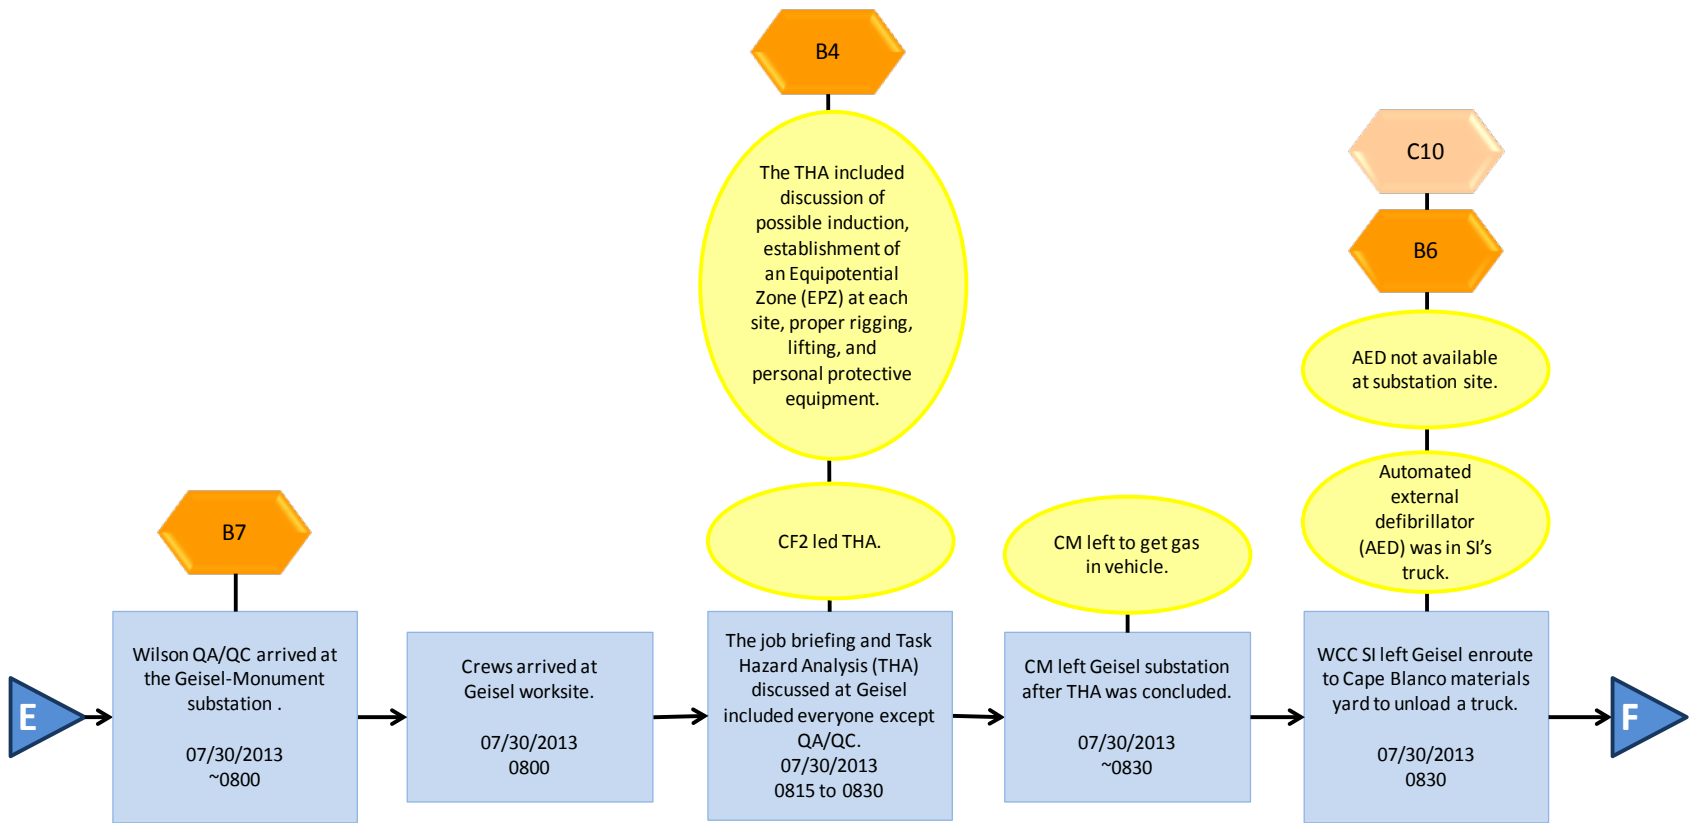 B4
The THA included
discussion of
possible induction,
establishment of
an Equipotential
Zone (EPZ) at each
site, proper rigging,
lifting, and
personal protective
equipment.
C10
B6
AED not available
at substation site.
Automated
external
defibrillator
(AED) was in SI's
truck.
B7
CF2 led THA.
CM left to get gas
in vehicle.
E
Wilson QA/QC arrived at
the Geisel-Monument
substation .
07/30/2013
~0800
Crews arrived at
Geisel worksite.
07/30/2013
0800
The job briefing and Task
Hazard Analysis (THA)
discussed at Geisel
included everyone except
QA/QC.
07/30/2013
0815 to 0830
CM left Geisel substation
after THA was concluded.
07/30/2013
~0830
WCC SI left Geisel enroute
to Cape Blanco materials
yard to unload a truck.
07/30/2013
0830
F